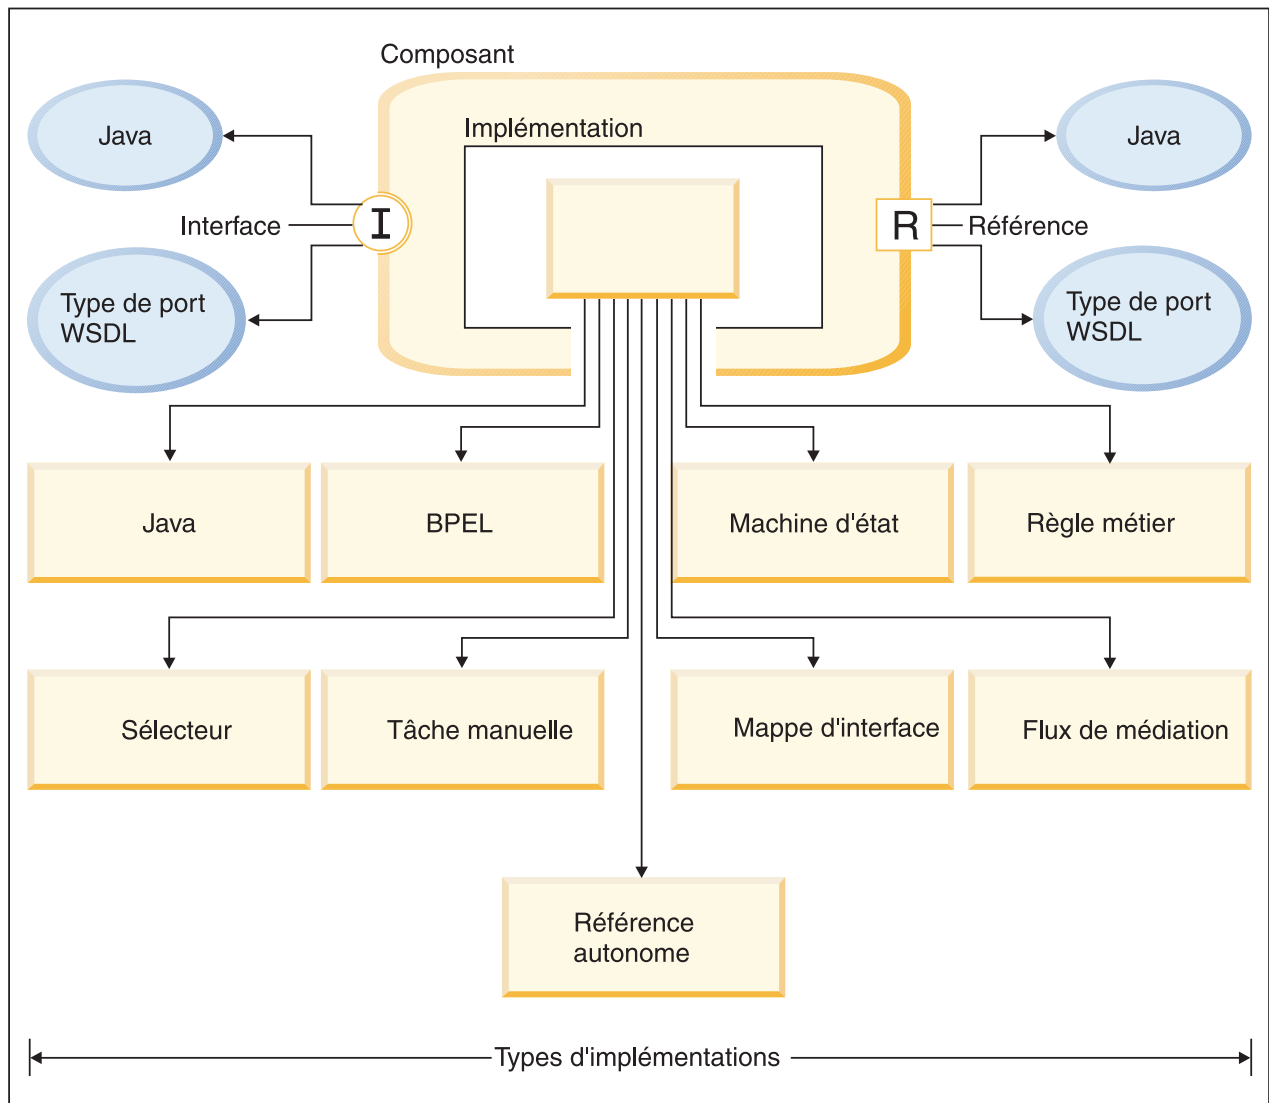 Composant
Java
Implémentation
Java
Interface
I
R
Référence
Type de port
WSDL
Type de port
WSDL
Java
BPEL
Machine d'état
Règle métier
Sélecteur
Tâche manuelle
Mappe d'interface
Flux de médiation
Référence
autonome
Types d'implémentations